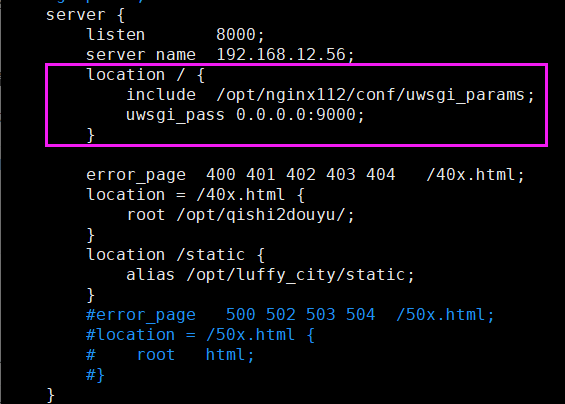 server {
    listen       8000;
    server_name  192.168.12.56;
    location / {
        include  /opt/nginx112/conf/uwsgi_params;
        uwsgi_pass 0.0.0.0:9000;
    }
    error_page  400 401 402 403 404   /40x.html;
    location = /40x.html {
        root /opt/qishi2douyu/;
    }
    location /static {
        alias /opt/luffy_city/static;
    }
    #error_page   500 502 503 504  /50x.html;
    #location = /50x.html {
    #    root   html;
    #}
}